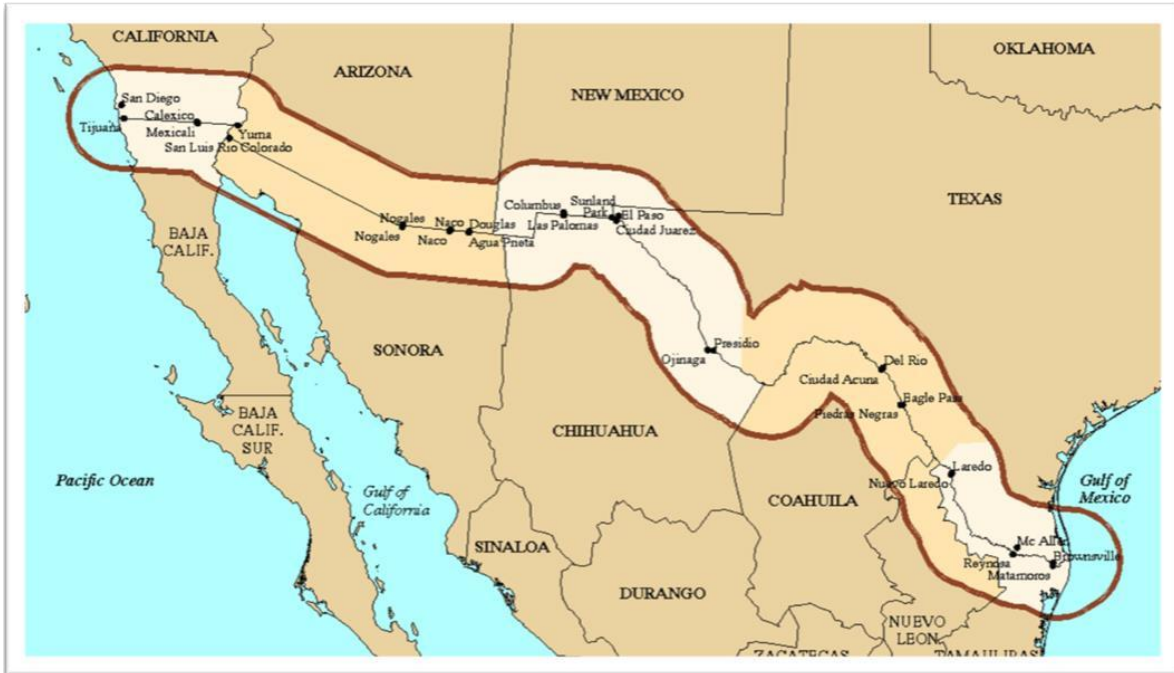 CALIFORNIA
OKLAHOMA
ARIZONA
NEW MEXICO
San Diego
Calexico
Tijuana
Mexicali
Yuma
San Luis Rio Colorado
TEXAS
Columbus
Sunland
Park
El Paso
Las Palomas
Ciudad Juarez
Nogales
Naco
Douglas
Nogales
Naco
Agua Prieta
BAJA
CALIF.
SONORA
Presidio
Ojinaga
Del Rio
Ciudad Acuna
Eagle Pass
Piedras Negras
BAJA
CALIF.
SUR
CHIHUAHUA
Laredo
Nuevo Laredo
Pacific Ocean
Gulf of
California
COAHUILA
Gulf of
Mexico
SINALOA
Mc Allen
Reynosa
Brownsville
Matamoros
DURANGO
NUEVO
LEON
ZACATECAS
TAMAULIPAS